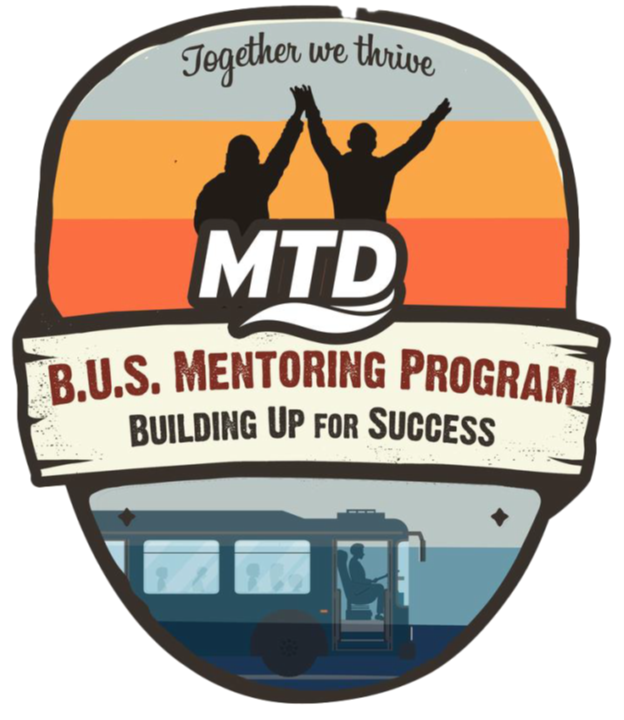 Together we thrive
MTD
B.U.S. MENTORING PROGRAM
BUILDING UP FOR SUCCESS